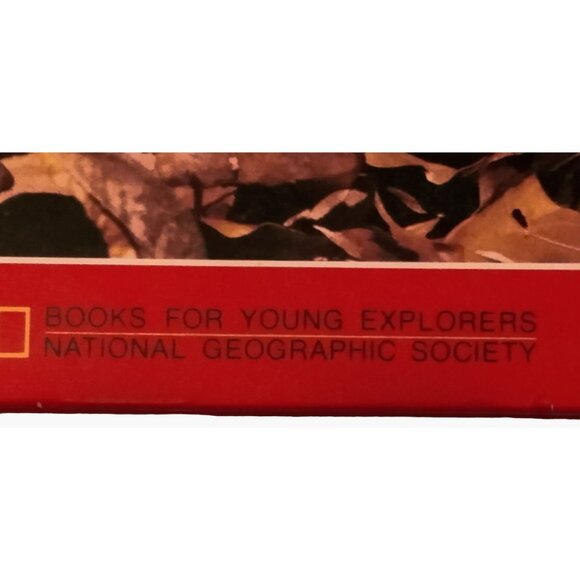 BOOKS FOR YOUNG EXPLORERS
NATIONAL GEOGRAPHIC SOCIETY